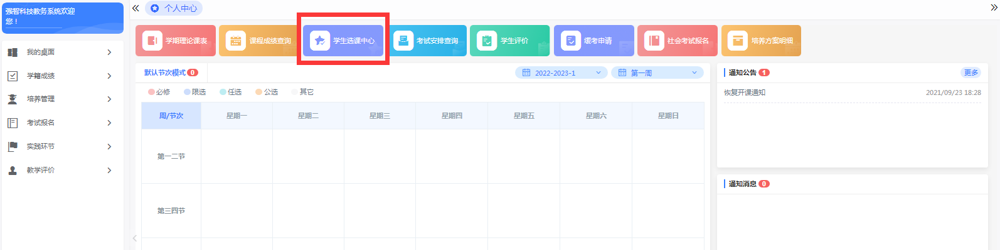 强智科技教务系统欢迎
您！
个人中心
我的桌面
学籍成绩
培养管理
考试报名
实践环节
教学评价
学期理论课表
课程成绩查询
学生选课中心
考试安排查询
学生评价
缓考申请
社会考试报名
培养方案明细
默认节次模式 0
2022-2023-1
第一周
必修 限选 任选 公选 其它
周/节次 星期一 星期二 星期三 星期四 星期五 星期六 星期日
第一二节
第三四节
通知公告 1 更多
恢复开课通知 2021/09/23 18:28
通知消息 0